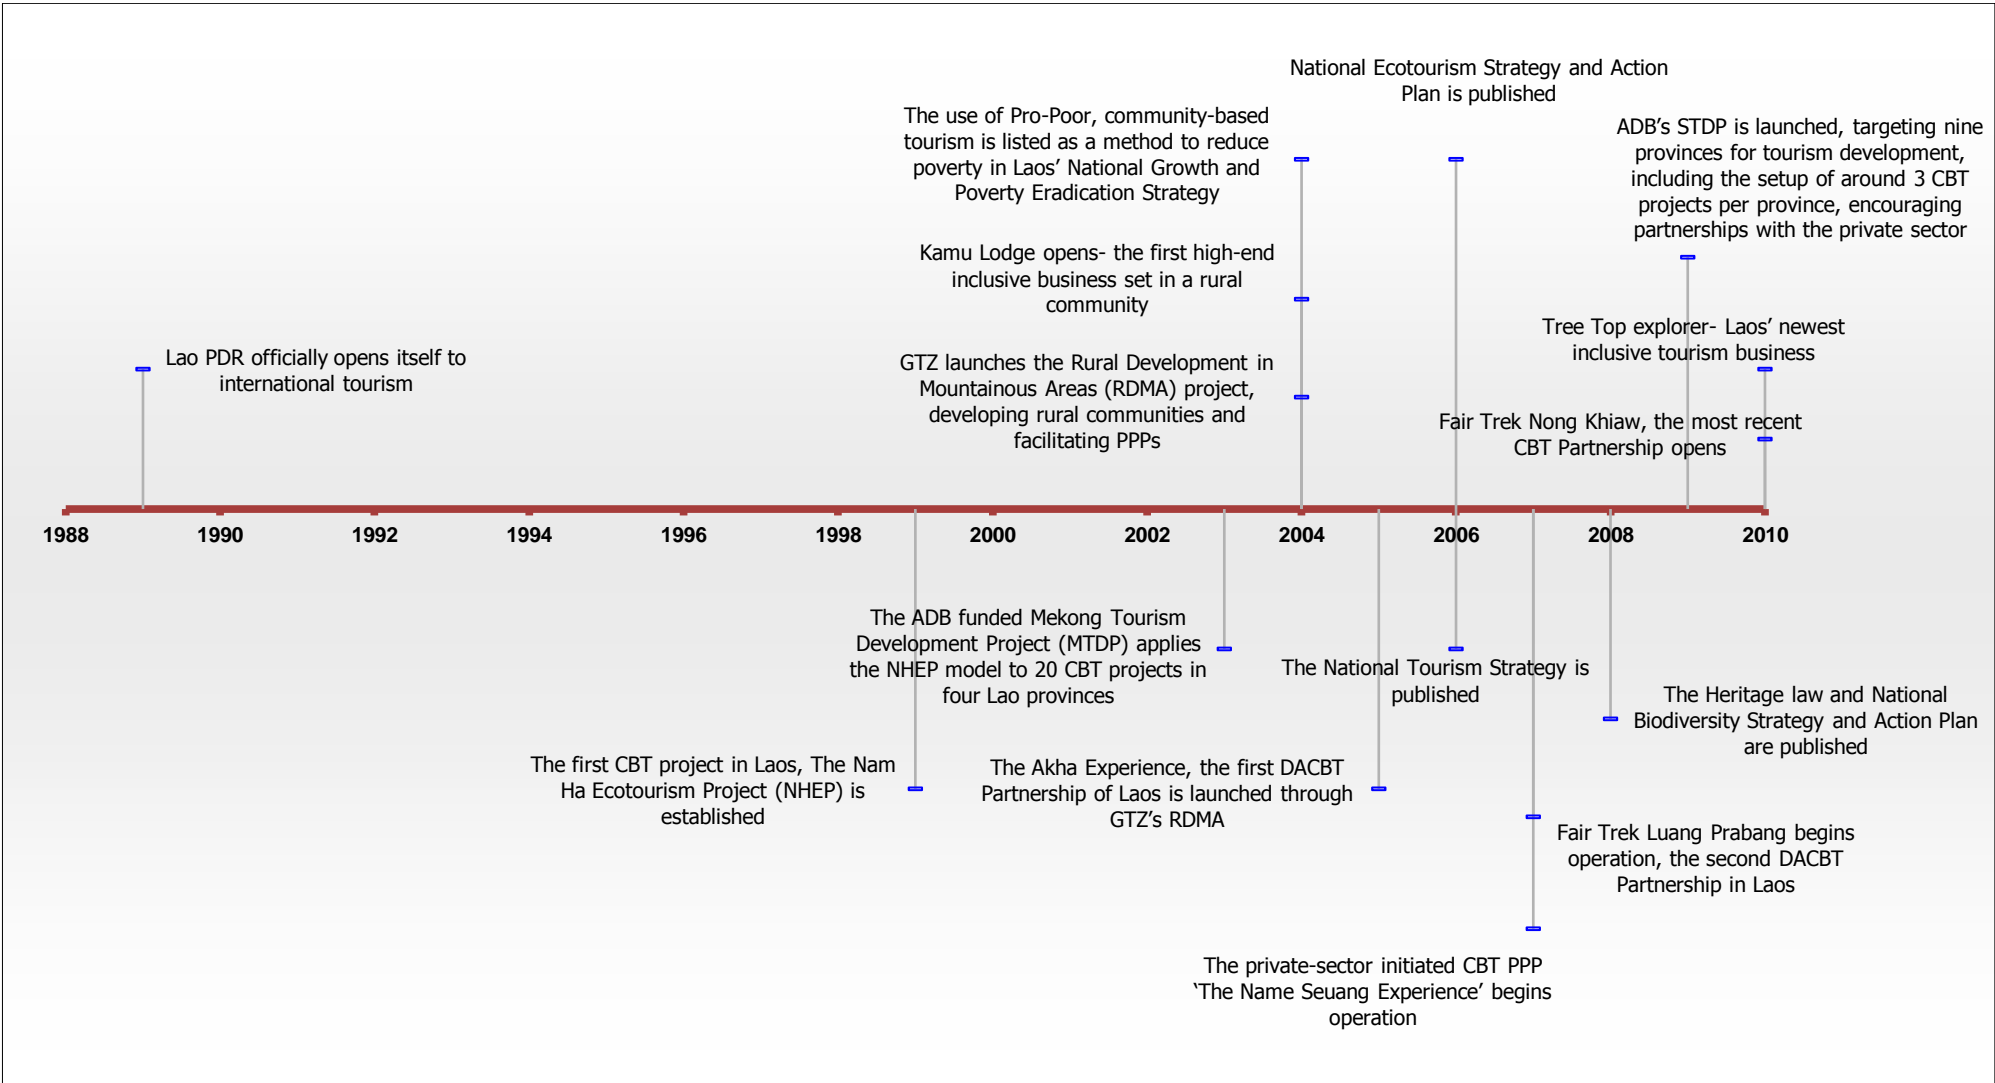 National Ecotourism Strategy and Action
Plan is published
The use of Pro-Poor, community-based
tourism is listed as a method to reduce
poverty in Laos’ National Growth and
Poverty Eradication Strategy
ADB’s STDP is launched, targeting nine
provinces for tourism development,
including the setup of around 3 CBT
projects per province, encouraging
partnerships with the private sector
Kamu Lodge opens- the first high-end
inclusive business set in a rural
community
Tree Top explorer- Laos’ newest
inclusive tourism business
Lao PDR officially opens itself to
international tourism
GTZ launches the Rural Development in
Mountainous Areas (RDMA) project,
developing rural communities and
facilitating PPPs
Fair Trek Nong Khiaw, the most recent
CBT Partnership opens
1988 1990 1992 1994 1996 1998 2000 2002 2004 2006 2008 2010
The ADB funded Mekong Tourism
Development Project (MTDP) applies
the NHEP model to 20 CBT projects in
four Lao provinces
The National Tourism Strategy is
published
The Heritage law and National
Biodiversity Strategy and Action Plan
are published
The first CBT project in Laos, The Nam
Ha Ecotourism Project (NHEP) is
established
The Akha Experience, the first DACBT
Partnership of Laos is launched through
GTZ’s RDMA
Fair Trek Luang Prabang begins
operation, the second DACBT
Partnership in Laos
The private-sector initiated CBT PPP
‘The Name Seuang Experience’ begins
operation